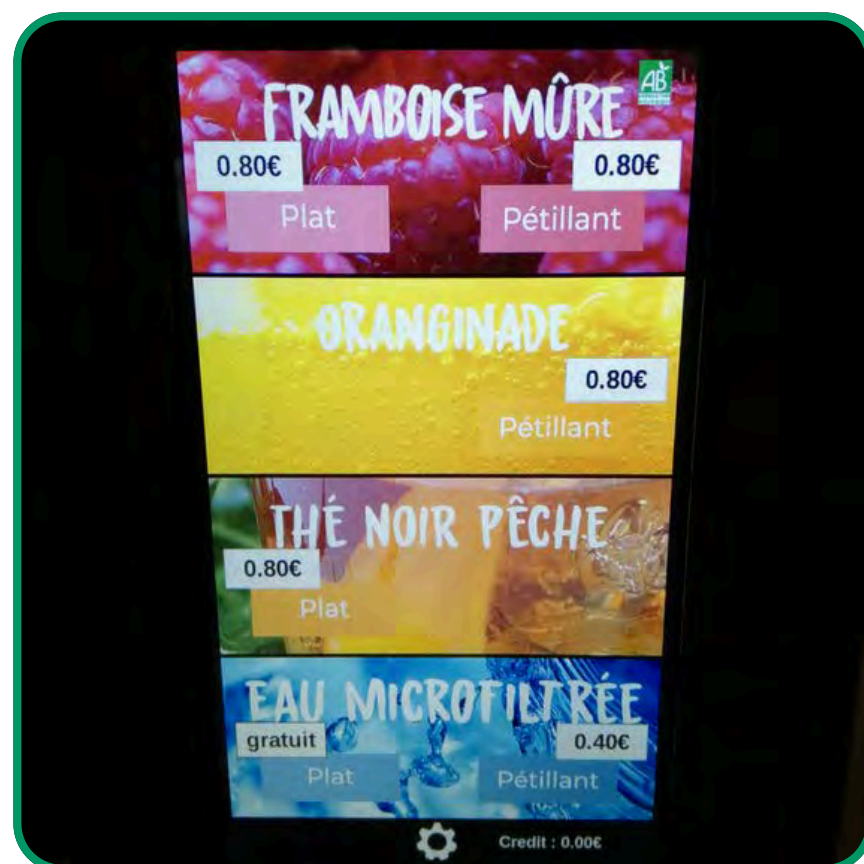 FRAMBOISE MÛRE
AB
0.80€ 0.80€
Plat Pétillant
ORANGINADE
0.80€
Pétillant
THÉ NOIR PÊCHE
0.80€
Plat
EAU MICROFILTRÉE
gratuit 0.40€
Plat Pétillant
Credit : 0.00€